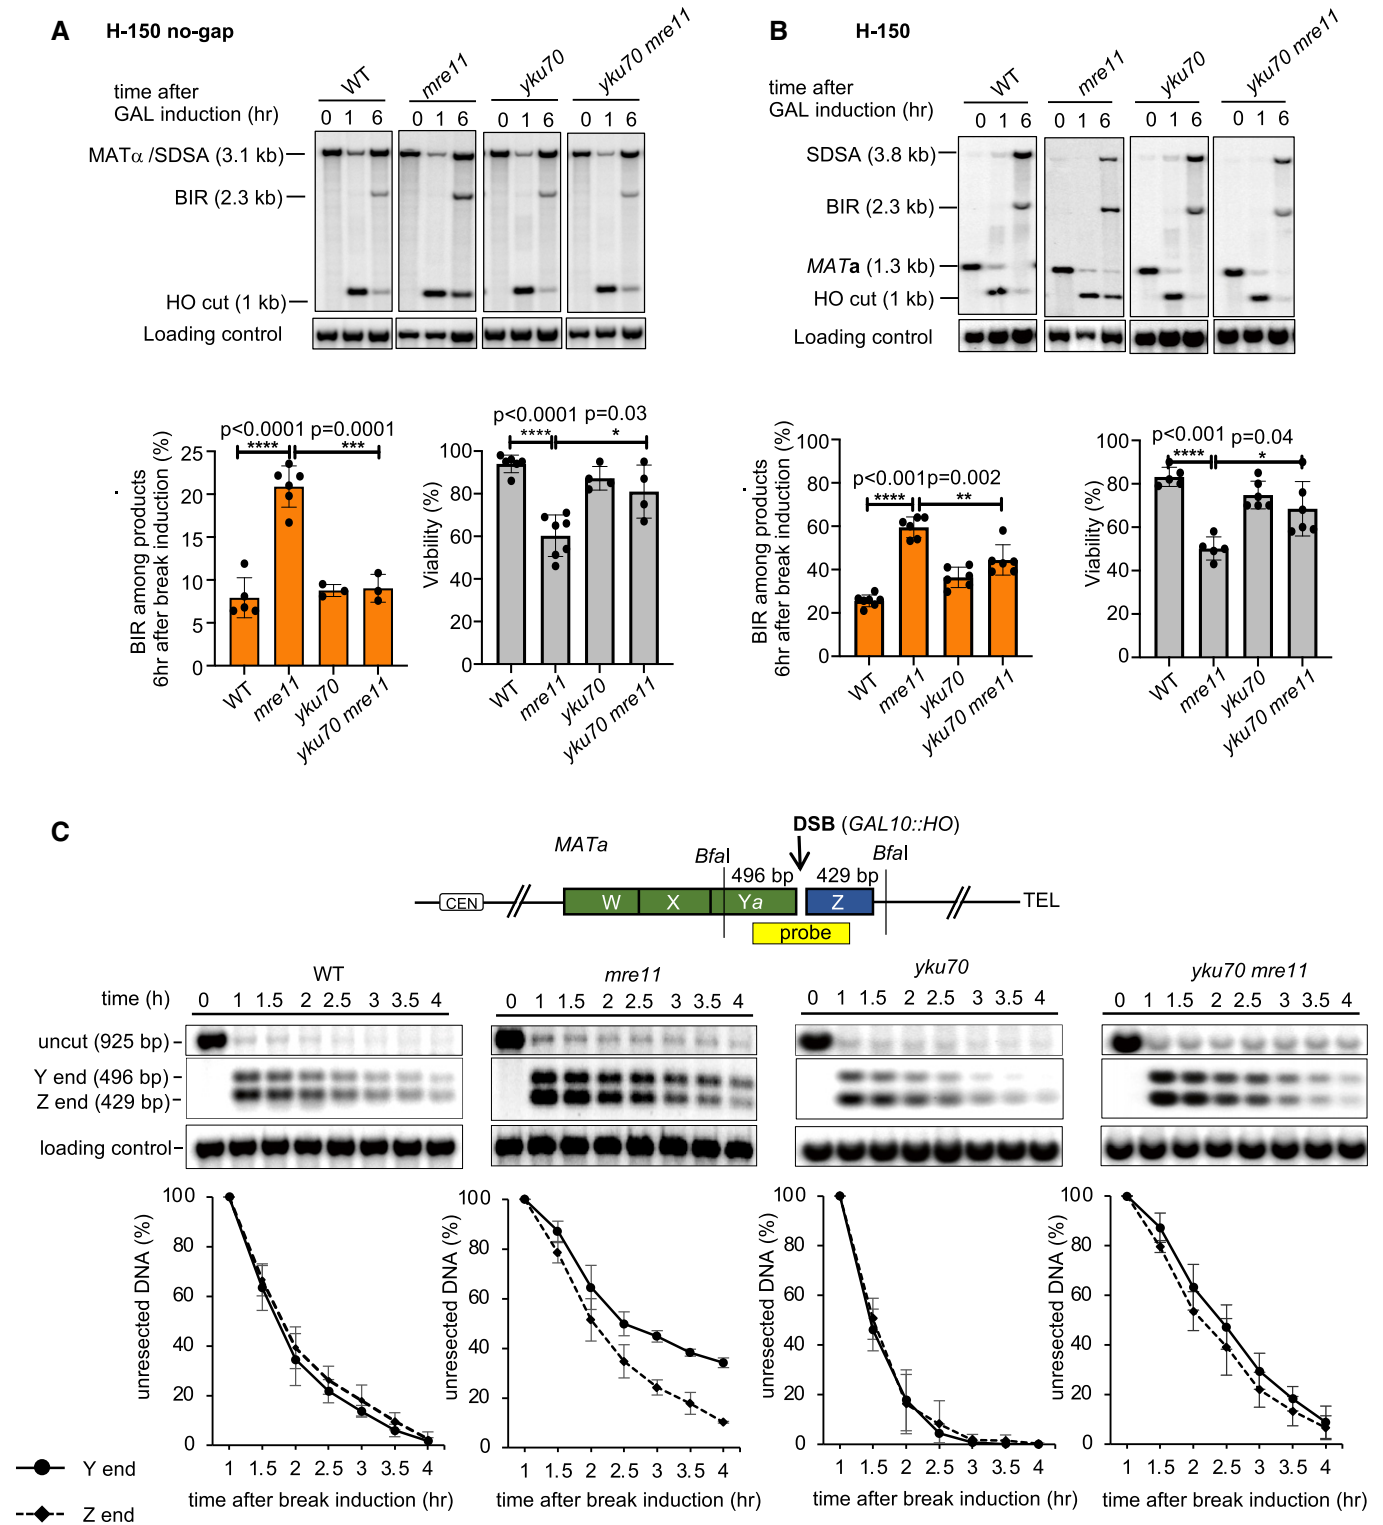 A H-150 no-gap
time after
GAL induction (hr)
WT mre11 yku70 yku70 mre11
0 1 6 0 1 6 0 1 6 0 1 6
MATα /SDSA (3.1 kb)
BIR (2.3 kb)
HO cut (1 kb)
Loading control
BIR among products
6hr after break induction (%)
p<0.0001 p=0.0001
**** ***
25
20
15
10
5
0
WT mre11 yku70 yku70 mre11
Viability (%)
p<0.0001 p=0.03
**** *
100
80
60
40
20
0
WT mre11 yku70 yku70 mre11
B H-150
time after
GAL induction (hr)
WT mre11 yku70 yku70 mre11
0 1 6 0 1 6 0 1 6 0 1 6
SDSA (3.8 kb)
BIR (2.3 kb)
MATa (1.3 kb)
HO cut (1 kb)
Loading control
BIR among products
6hr after break induction (%)
p<0.001 p=0.002
**** **
100
80
60
40
20
0
WT mre11 yku70 yku70 mre11
Viability (%)
p<0.001 p=0.04
**** *
100
80
60
40
20
0
WT mre11 yku70 yku70 mre11
C
DSB (GAL10::HO)
MATa
BfaI BfaI
496 bp 429 bp
CEN W X Ya Z TEL
probe
WT mre11 yku70 yku70 mre11
time (h) 0 1 1.5 2 2.5 3 3.5 4 0 1 1.5 2 2.5 3 3.5 4 0 1 1.5 2 2.5 3 3.5 4 0 1 1.5 2 2.5 3 3.5 4
uncut (925 bp)
Y end (496 bp)
Z end (429 bp)
loading control
unresected DNA (%)
100
80
60
40
20
0
1 1.5 2 2.5 3 3.5 4
time after break induction (hr)
unresected DNA (%)
100
80
60
40
20
0
1 1.5 2 2.5 3 3.5 4
time after break induction (hr)
unresected DNA (%)
100
80
60
40
20
0
1 1.5 2 2.5 3 3.5 4
time after break induction (hr)
unresected DNA (%)
100
80
60
40
20
0
1 1.5 2 2.5 3 3.5 4
time after break induction (hr)
Y end
Z end